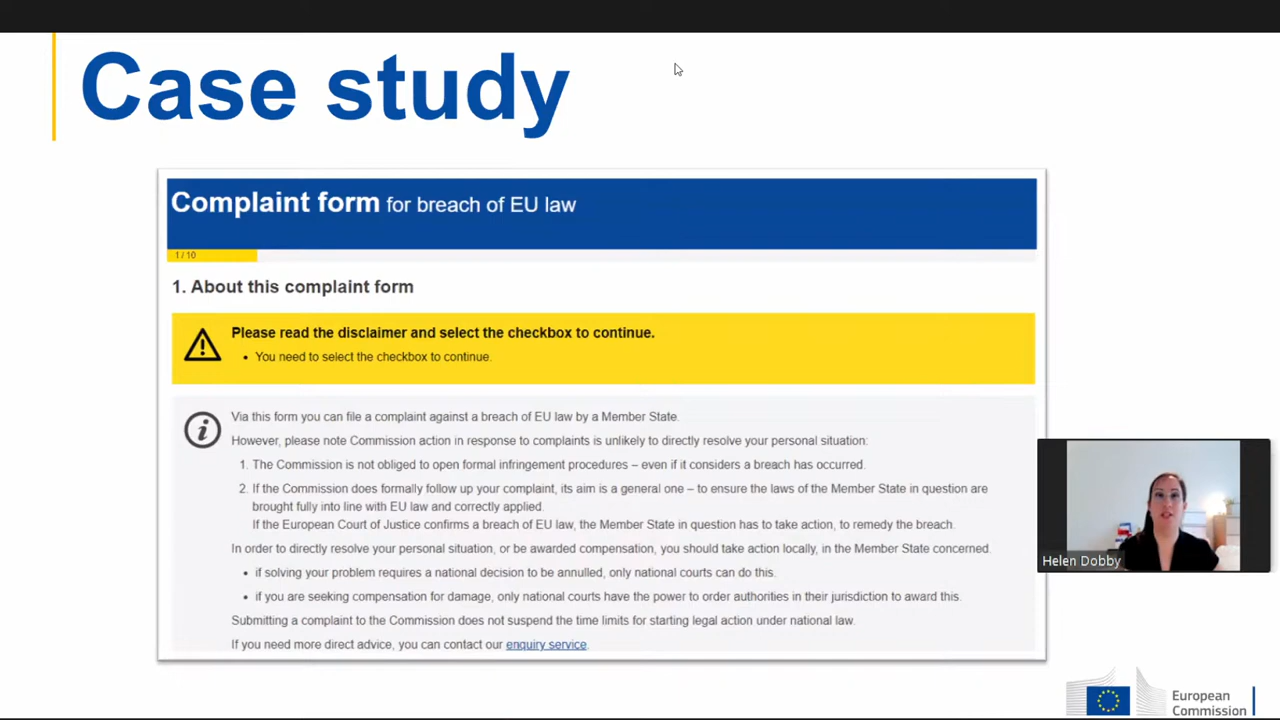 Case study
Complaint form for breach of EU law
1 / 10
1. About this complaint form
Please read the disclaimer and select the checkbox to continue.
• You need to select the checkbox to continue.
Via this form you can file a complaint against a breach of EU law by a Member State.
However, please note Commission action in response to complaints is unlikely to directly resolve your personal situation:
1. The Commission is not obliged to open formal infringement procedures – even if it considers a breach has occurred.
2. If the Commission does formally follow up your complaint, its aim is a general one – to ensure the laws of the Member State in question are
brought fully into line with EU law and correctly applied.
If the European Court of Justice confirms a breach of EU law, the Member State in question has to take action, to remedy the breach.
In order to directly resolve your personal situation, or be awarded compensation, you should take action locally, in the Member State concerned.
• if solving your problem requires a national decision to be annulled, only national courts can do this.
• if you are seeking compensation for damage, only national courts have the power to order authorities in their jurisdiction to award this.
Submitting a complaint to the Commission does not suspend the time limits for starting legal action under national law.
If you need more direct advice, you can contact our enquiry service.
Helen Dobby
European
Commission